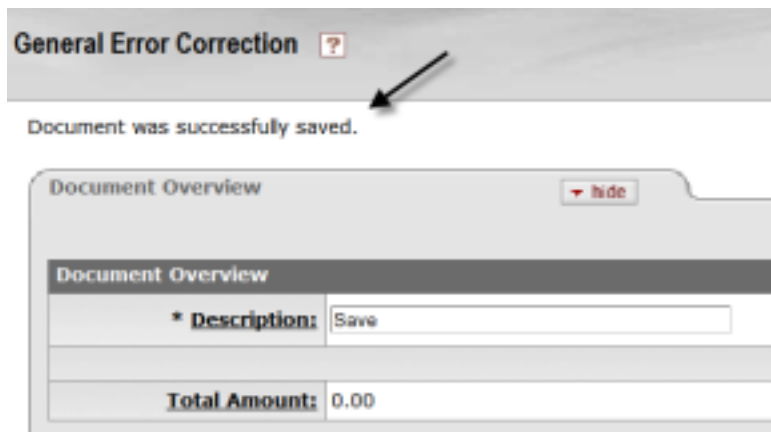 General Error Correction ?
Document was successfully saved.
Document Overview hide
Document Overview
* Description: Save
Total Amount: 0.00